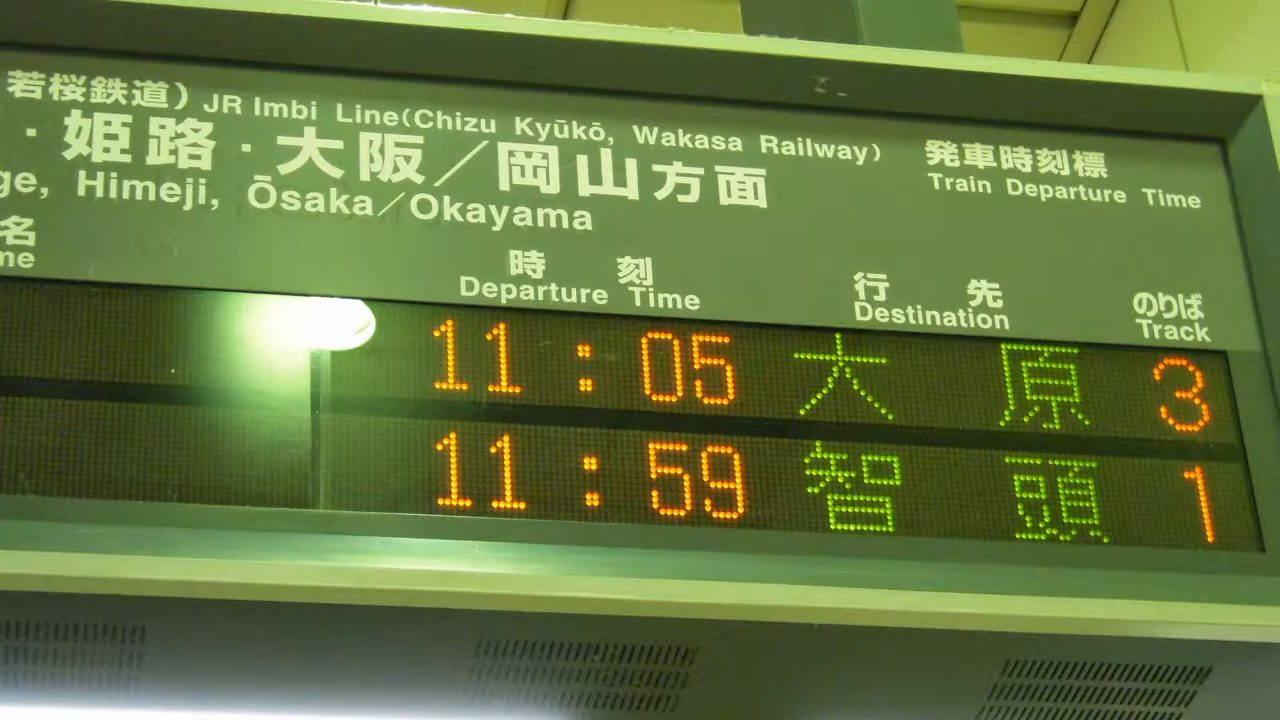 若桜鉄道) JR Imbi Line(Chizu Kyūkō, Wakasa Railway)
・姫路・大阪／岡山方面 発車時刻標
ge, Himeji, Ōsaka／Okayama Train Departure Time
名 時刻 行先 のりば
me Departure Time Destination Track
11:05 大原 3
11:59 智頭 1